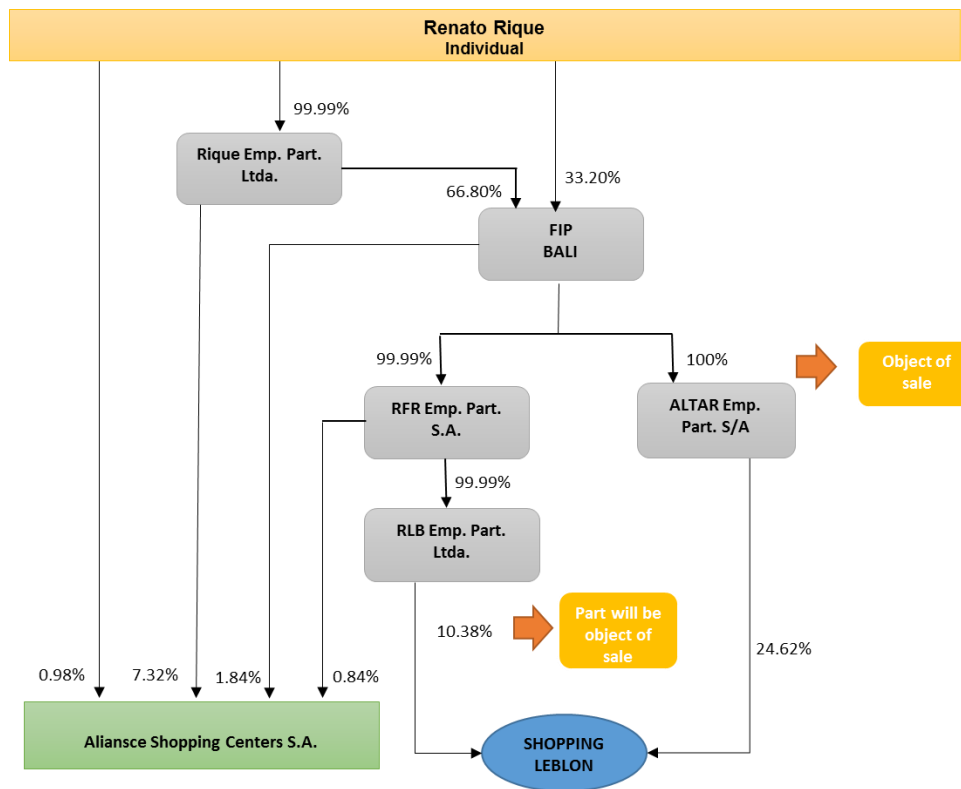 Renato Rique
Individual
99.99%
Rique Emp. Part.
Ltda.
66.80%
33.20%
FIP
BALI
99.99%
100%
Object of
sale
RFR Emp. Part.
S.A.
ALTAR Emp.
Part. S/A
99.99%
RLB Emp. Part.
Ltda.
10.38%
Part will be
object of
sale
24.62%
0.98%
7.32%
1.84%
0.84%
Aliansce Shopping Centers S.A.
SHOPPING
LEBLON